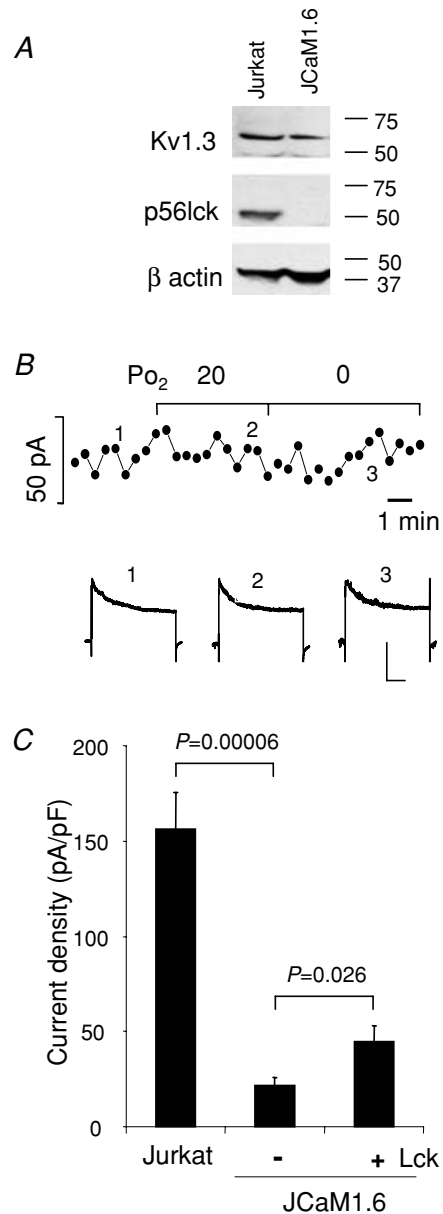 A
Jurkat
JCaM1.6
Kv1.3
75
50
p56lck
75
50
β actin
50
37
B
Po2 20 0
50 pA
1
2
3
1 min
1
2
3
C
Current density (pA/pF)
200
150
100
50
0
P=0.00006
P=0.026
Jurkat - + Lck
JCaM1.6